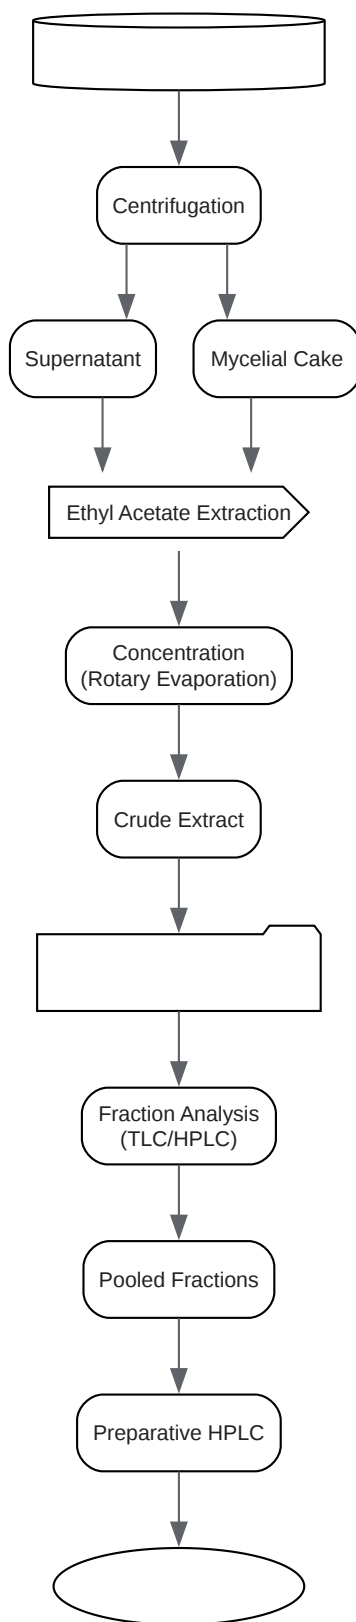 Centrifugation
Supernatant
Mycelial Cake
Ethyl Acetate Extraction
Concentration
(Rotary Evaporation)
Crude Extract
Fraction Analysis
(TLC/HPLC)
Pooled Fractions
Preparative HPLC